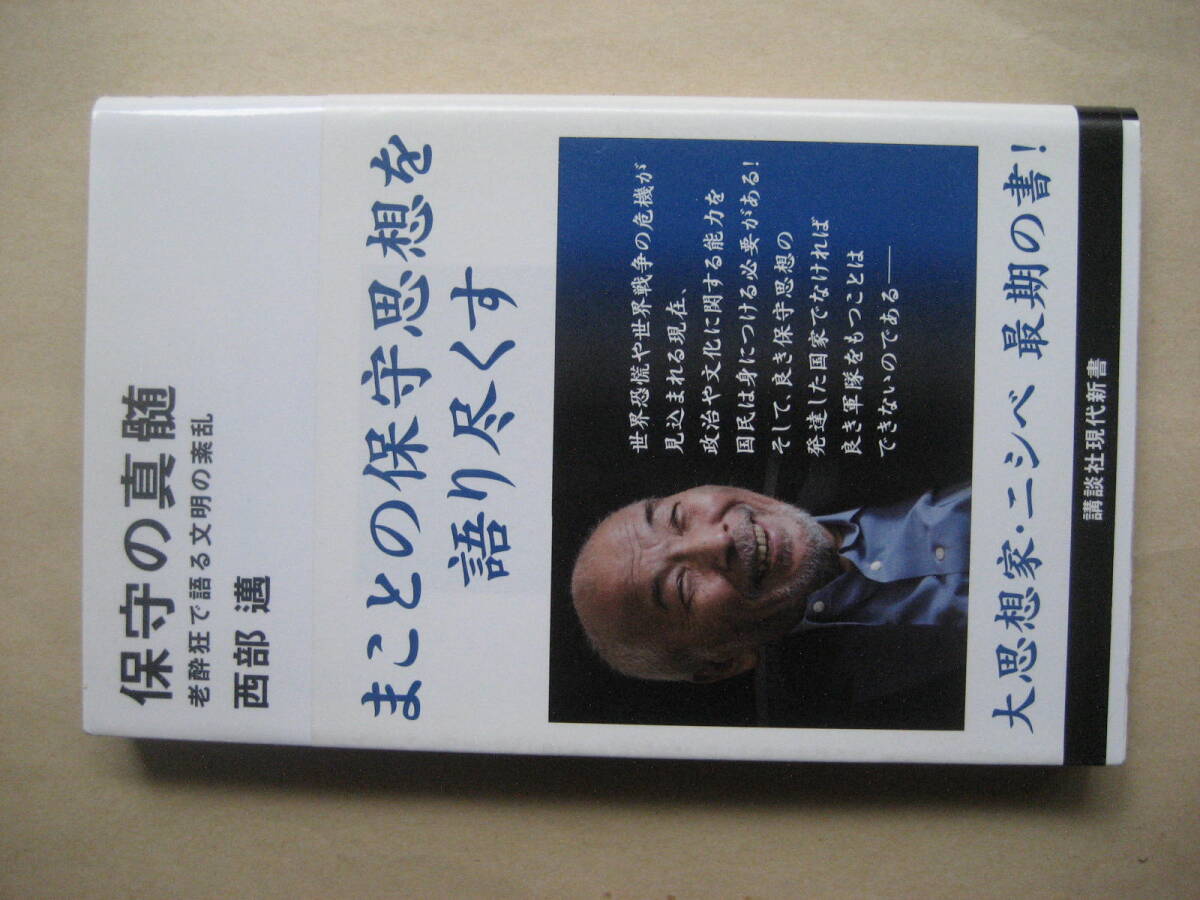 保守の真髄
老酔狂で語る文明の紊乱
西部 邁
まことの保守思想を
語り尽くす
世界恐慌や世界戦争の危機が
見込まれる現在、
政治や文化に関する能力を
国民は身につける必要がある！
そして、良き保守思想の
発達した国家でなければ
良き軍隊をもつことは
できないのである──
大思想家・ニシベ 最期の書！
講談社現代新書